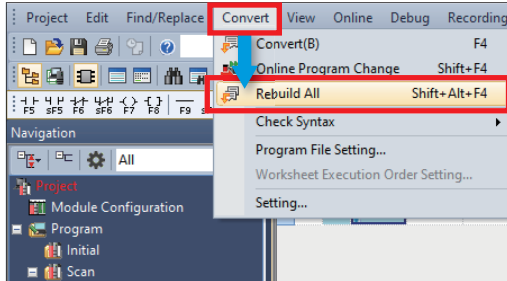 Project Edit Find/Replace Convert View Online Debug Recording
Convert(B) F4
Online Program Change Shift+F4
Rebuild All Shift+Alt+F4
Check Syntax
Program File Setting...
Worksheet Execution Order Setting...
Setting...
F5 sF5 F6 sF6 F7 F8 F9
Navigation
All
Project
Module Configuration
Program
Initial
Scan